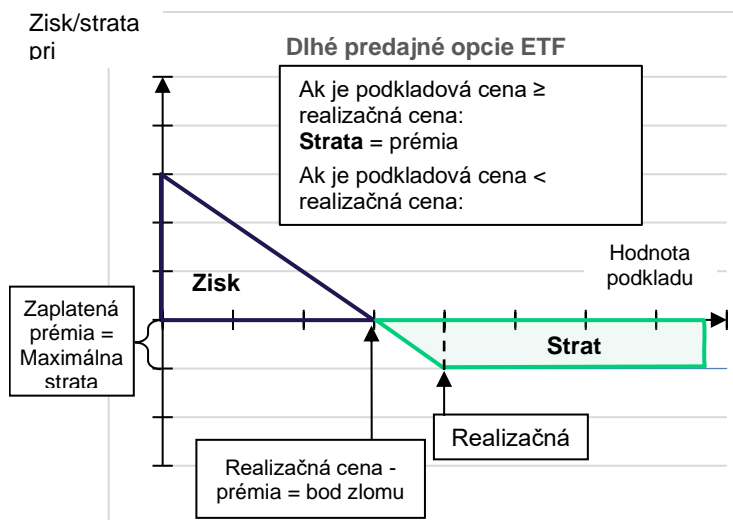 Zisk/strata
pri
Dlhé predajné opcie ETF
Ak je podkladová cena ≥
realizačná cena:
Strata = prémia
Ak je podkladová cena <
realizačná cena:
Hodnota
podkladu
Zisk
Zaplatená
prémia =
Maximálna
strata
Strat
Realizačná
Realizačná cena -
prémia = bod zlomu